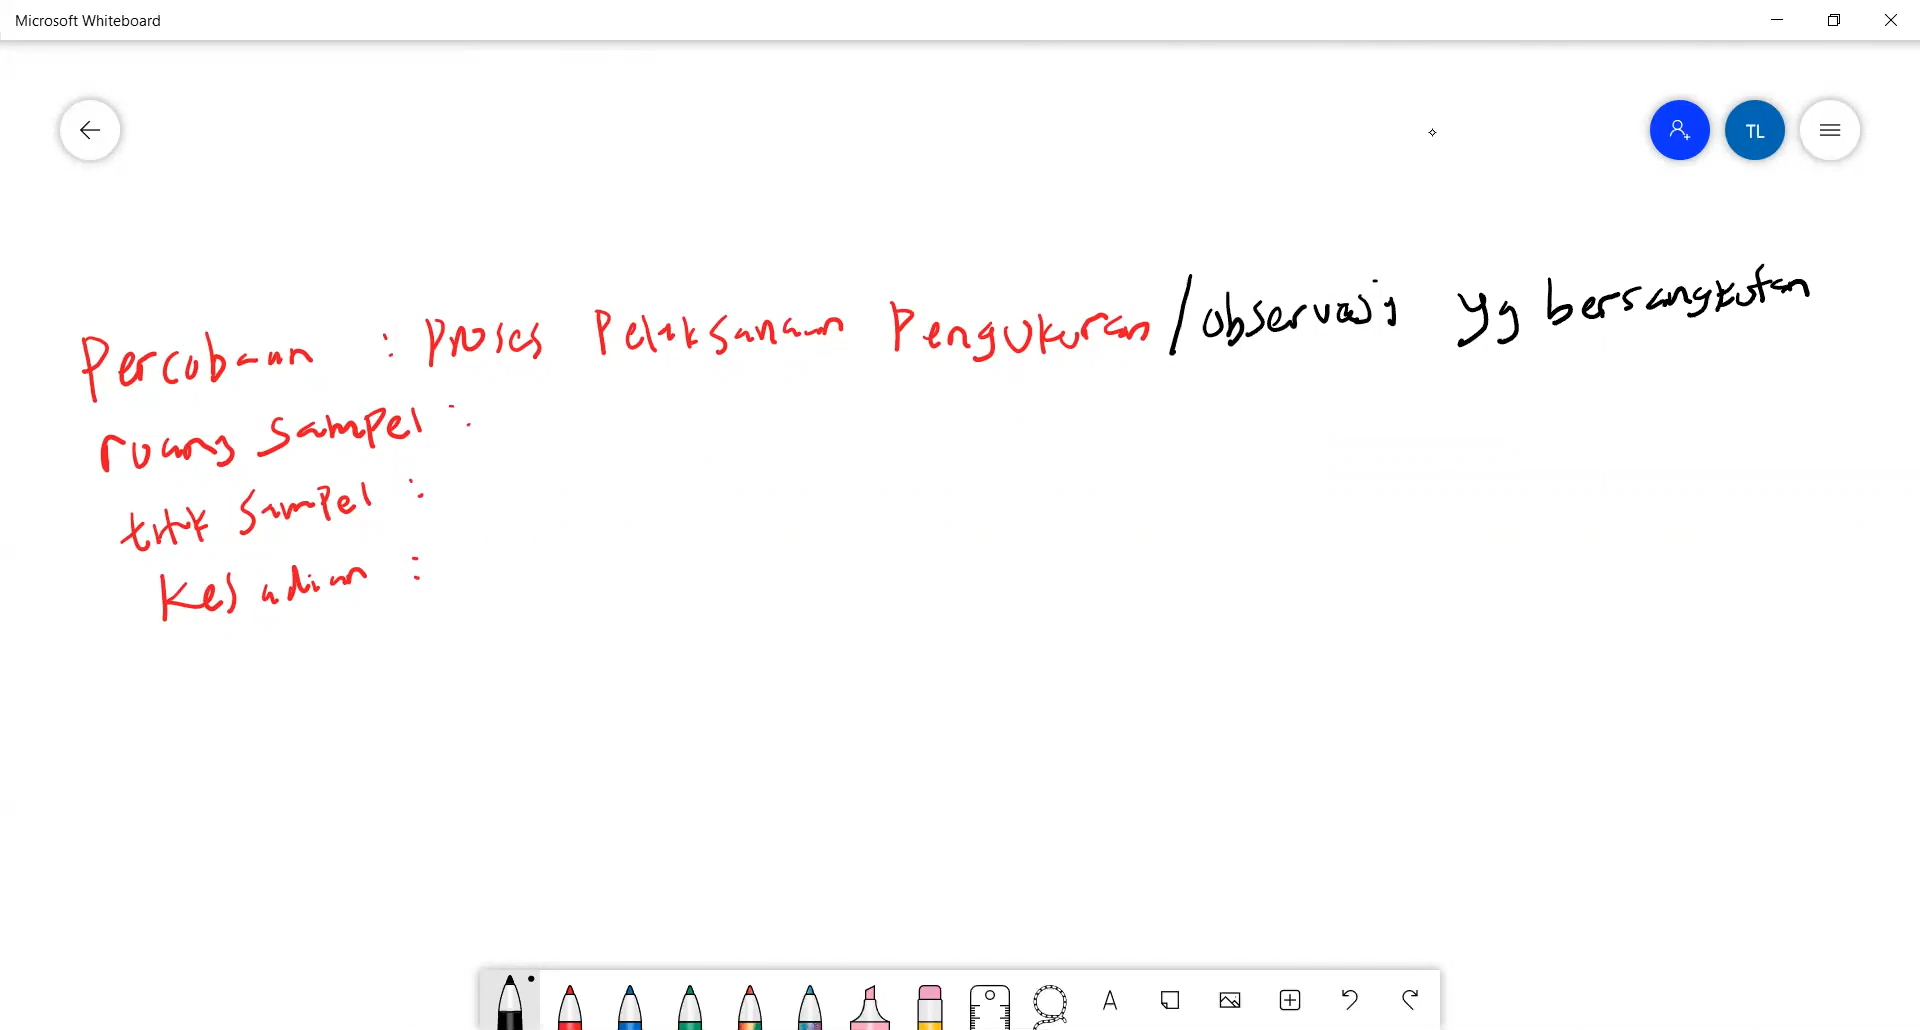 Microsoft Whiteboard
TL
Percobaan : Proses Pelaksanaan Pengukuran / observasi yg bersangkutan
ruang sampel :
titik sampel :
Kejadian :